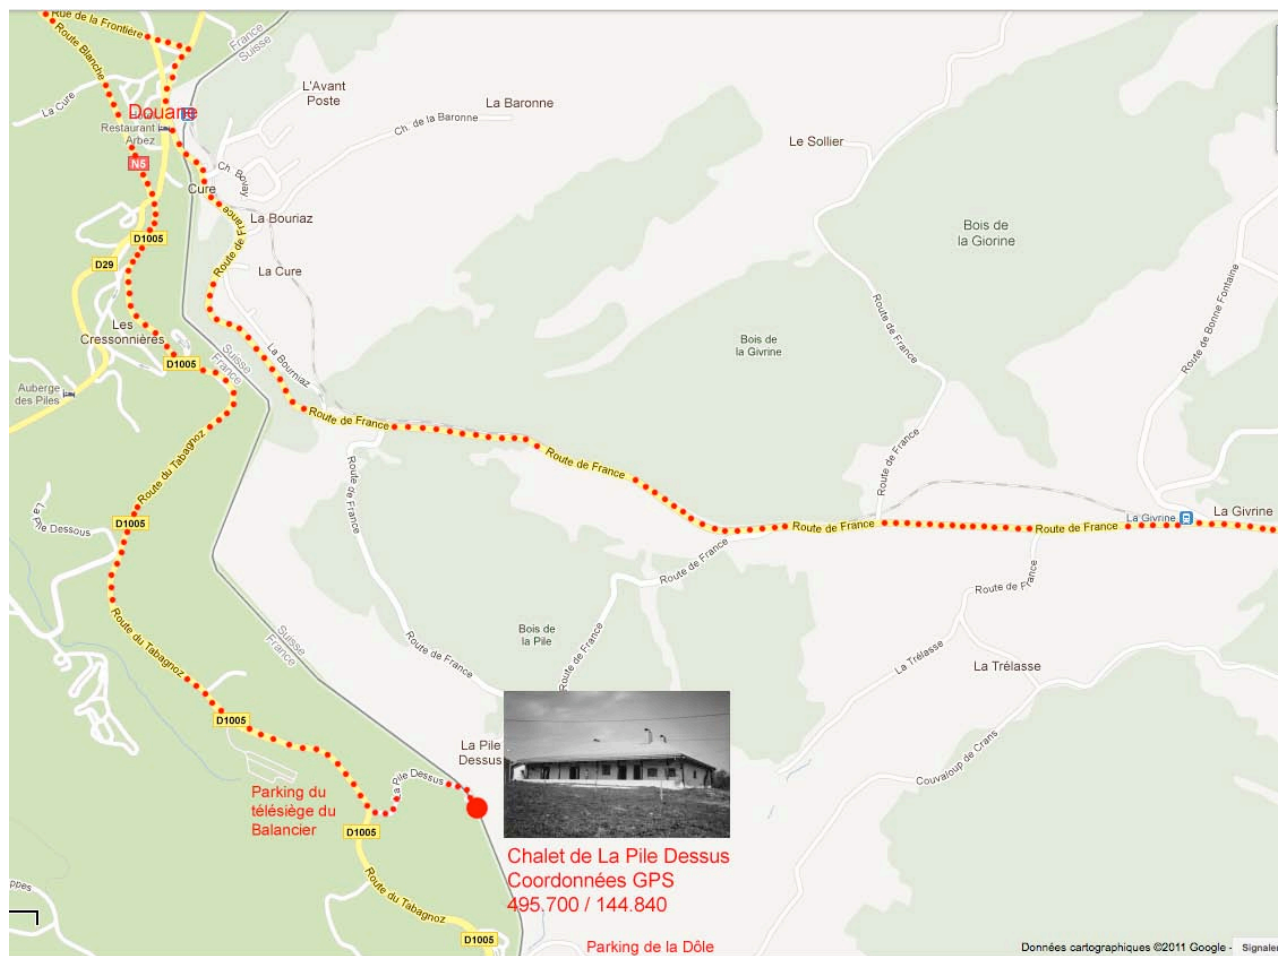 Rue de la Frontière
Route Blanche
France
Suisse
L'Avant
Poste
La Baronne
La Cure
Douane
Restaurant
Arbez
Ch. de la Baronne
Le Sollier
N5
Ch. Bovay
Cure
La Bouriaz
Route de France
Bois de
la Giorine
D1005
D29
La Cure
Route de France
Route de Bonne Fontaine
Les
Cressonnières
Suisse
France
La Bourniaz
Bois de
la Givrine
D1005
Auberge
des Piles
Route de France
Route du Tabagnoz
Route de France
Route de France
Route de France
La Pile Dessous
D1005
Route de France
Route de France
La Givrine
La Givrine
Route de France
Route de France
Route du Tabagnoz
Suisse
France
Bois de
la Pile
Route de France
Route de France
La Trélasse
La Trélasse
D1005
La Pile
Dessus
La Pile Dessus
Couvaloup de Crans
Parking du
télésiège du
Balancier
D1005
Chalet de La Pile Dessus
Coordonnées GPS
495.700 / 144.840
Route du Tabagnoz
D1005
Parking de la Dôle
Données cartographiques ©2011 Google -